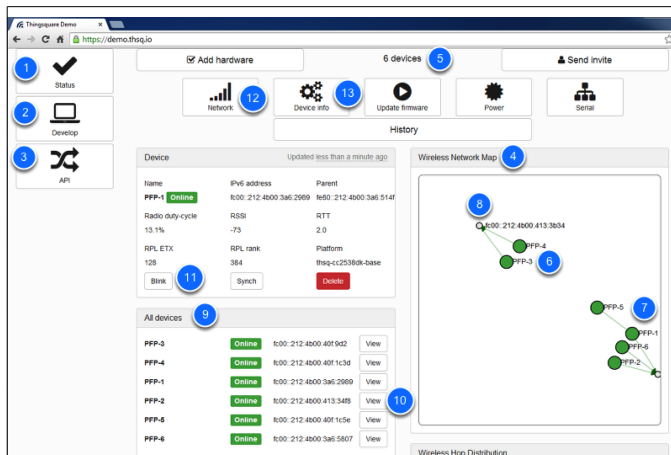 Thingsquare Demo
https://demo.thsq.io
1
Status
2
Develop
3
API
Add hardware
6 devices
5
Send invite
Network
12
Device info
13
Update firmware
Power
Serial
History
Device
Updated less than a minute ago
Name
IPv6 address
Parent
PFP-1 Online
fc00::212:4b00:3a6:2989
fe80::212:4b00:3a6:514f
Radio duty-cycle
RSSI
RTT
13.1%
-73
2.0
RPL ETX
RPL rank
Platform
128
384
thsq-cc2538dk-base
Blink
11
Synch
Delete
All devices
9
PFP-3 Online fc00::212:4b00:40f:9d2 View
PFP-4 Online fc00::212:4b00:40f:1c3d View
PFP-1 Online fc00::212:4b00:3a6:2989 View
PFP-2 Online fc00::212:4b00:413:34f8 View
10
PFP-5 Online fc00::212:4b00:40f:1c5e View
PFP-6 Online fc00::212:4b00:3a6:5807 View
Wireless Network Map
4
8
fc00::212:4b00:413:3b34
PFP-4
PFP-3
6
PFP-5
7
PFP-1
PFP-6
PFP-2
Wireless Hop Distribution